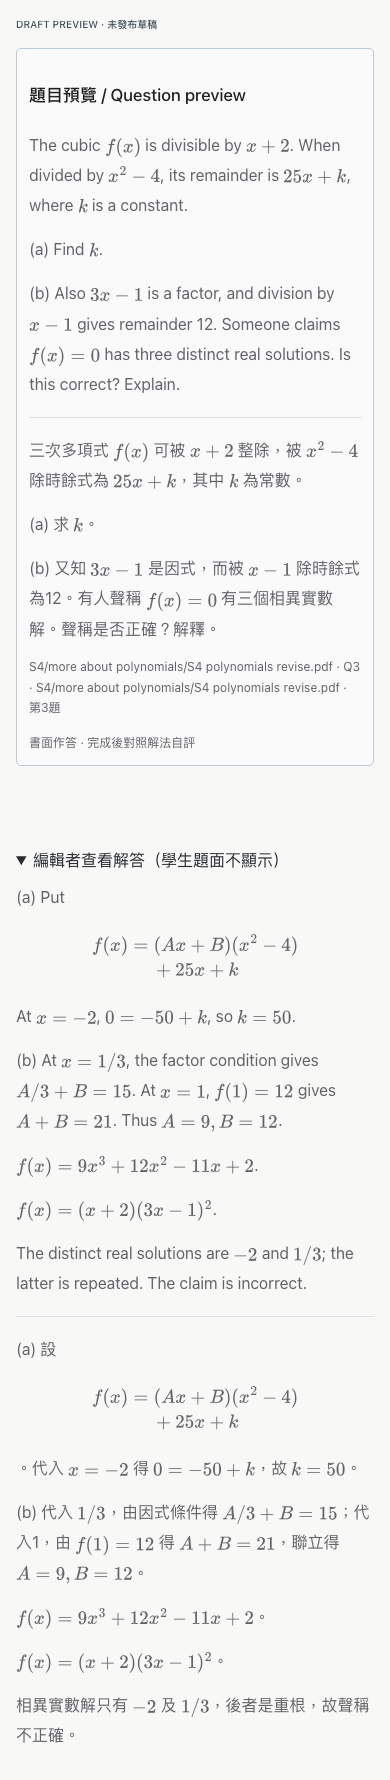 DRAFT PREVIEW · 未發布草稿
題目預覽 / Question preview
The cubic f(x) is divisible by x + 2. When
divided by x² − 4, its remainder is 25x + k,
where k is a constant.
(a) Find k.
(b) Also 3x − 1 is a factor, and division by
x − 1 gives remainder 12. Someone claims
f(x) = 0 has three distinct real solutions. Is
this correct? Explain.
三次多項式 f(x) 可被 x + 2 整除，被 x² − 4
除時餘式為 25x + k，其中 k 為常數。
(a) 求 k。
(b) 又知 3x − 1 是因式，而被 x − 1 除時餘式
為12。有人聲稱 f(x) = 0 有三個相異實數
解。聲稱是否正確？解釋。
S4/more about polynomials/S4 polynomials revise.pdf · Q3
· S4/more about polynomials/S4 polynomials revise.pdf ·
第3題
書面作答 · 完成後對照解法自評
▼ 編輯者查看解答（學生題面不顯示）
(a) Put
f(x) = (Ax + B)(x² − 4)
+ 25x + k
At x = −2, 0 = −50 + k, so k = 50.
(b) At x = 1/3, the factor condition gives
A/3 + B = 15. At x = 1, f(1) = 12 gives
A + B = 21. Thus A = 9, B = 12.
f(x) = 9x³ + 12x² − 11x + 2.
f(x) = (x + 2)(3x − 1)².
The distinct real solutions are −2 and 1/3; the
latter is repeated. The claim is incorrect.
(a) 設
f(x) = (Ax + B)(x² − 4)
+ 25x + k
。代入 x = −2 得 0 = −50 + k，故 k = 50。
(b) 代入 1/3，由因式條件得 A/3 + B = 15；代
入1，由 f(1) = 12 得 A + B = 21，聯立得
A = 9, B = 12。
f(x) = 9x³ + 12x² − 11x + 2。
f(x) = (x + 2)(3x − 1)²。
相異實數解只有 −2 及 1/3，後者是重根，故聲稱
不正確。